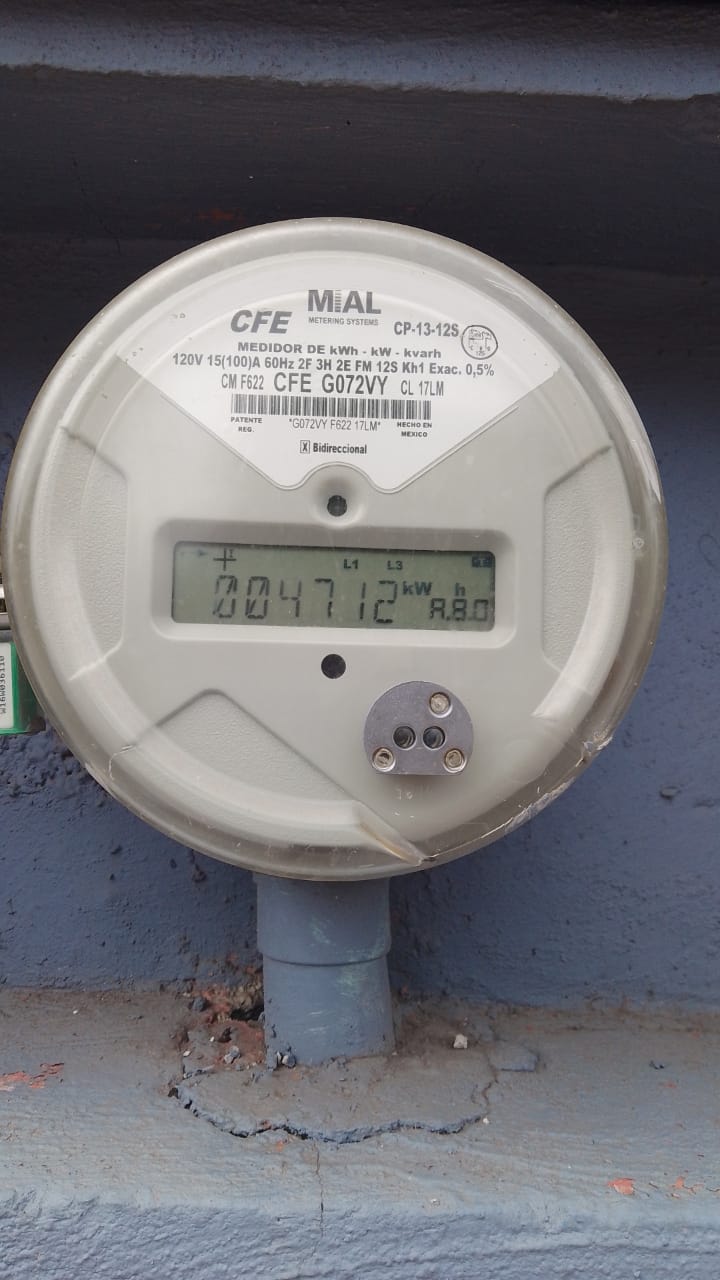 MIAL
METERING SYSTEMS
CFE
CP-13-12S
MEDIDOR DE kWh - kW - kvarh
120V 15(100)A 60Hz 2F 3H 2E FM 12S Kh1 Exac. 0,5%
CM F622 CFE G072VY CL 17LM
PATENTE REG.
*G072VY F622 17LM*
HECHO EN MEXICO
X Bidireccional
L1 L3
004712 kW h
A.B.0
W16W036110